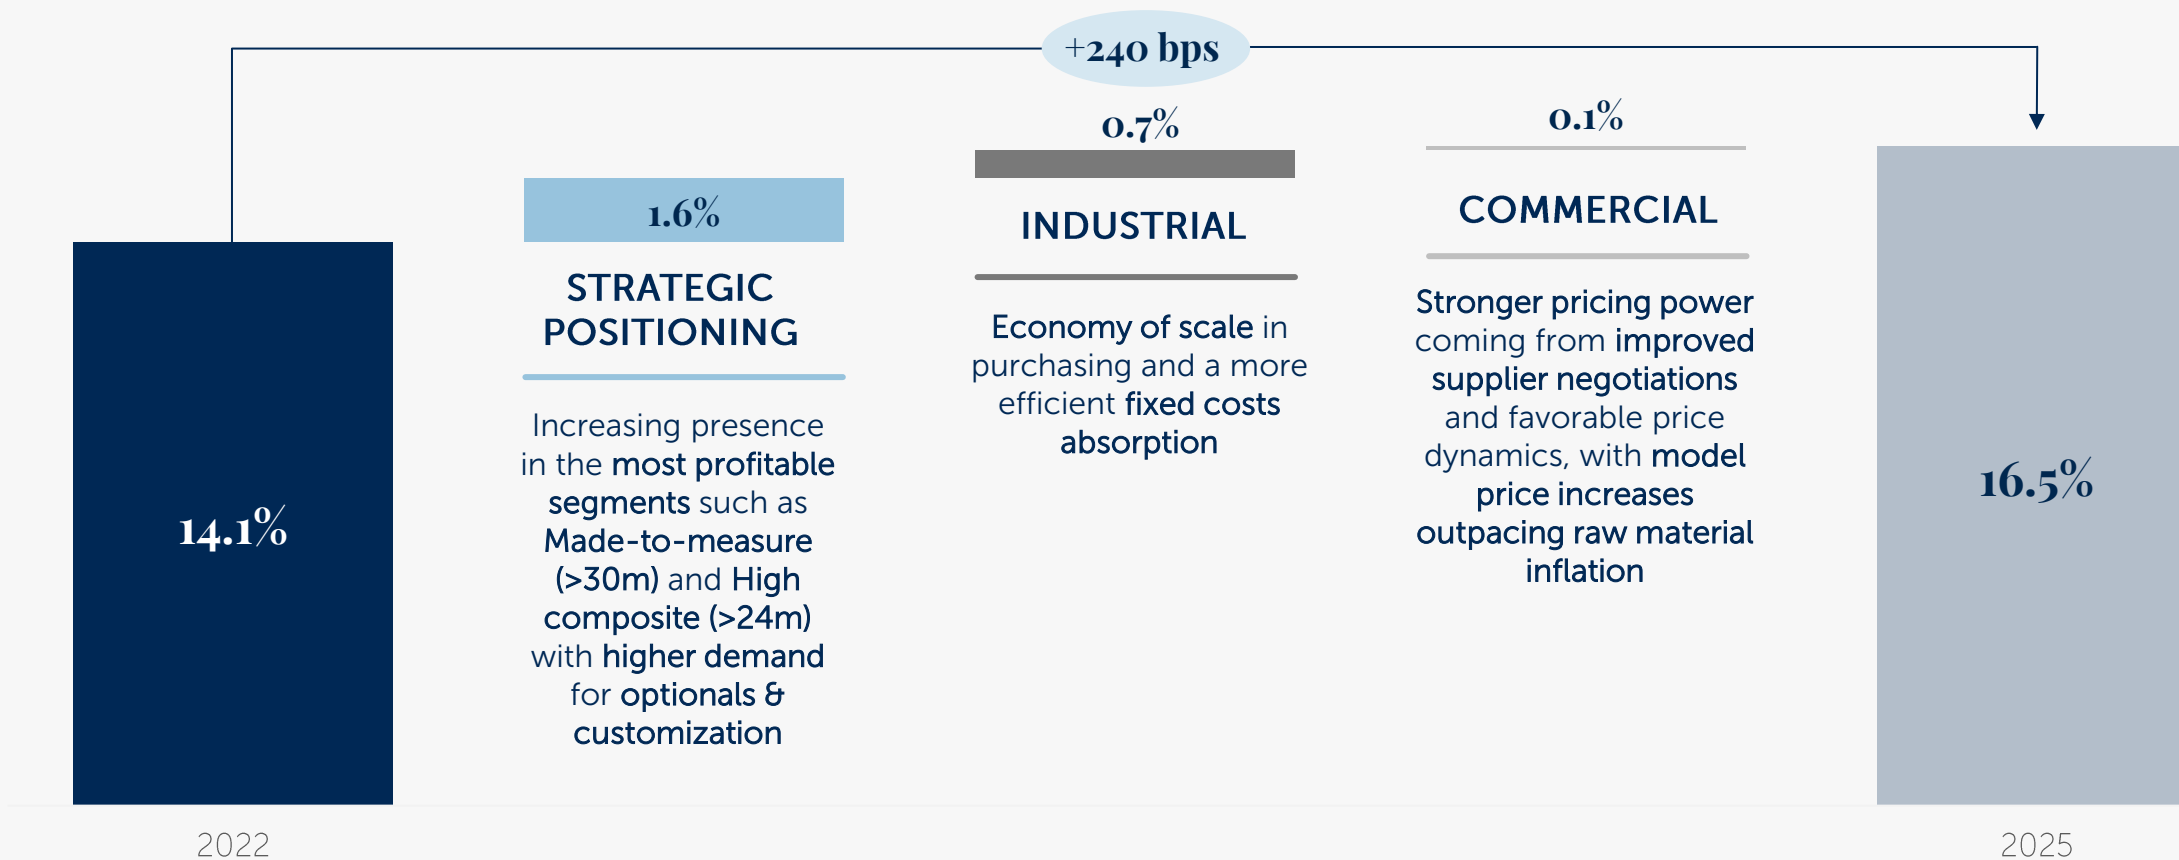 +240 bps
14.1%
2022
1.6%
STRATEGIC
POSITIONING
Increasing presence
in the most profitable
segments such as
Made-to-measure
(>30m) and High
composite (>24m)
with higher demand
for optionals &
customization
0.7%
INDUSTRIAL
Economy of scale in
purchasing and a more
efficient fixed costs
absorption
0.1%
COMMERCIAL
Stronger pricing power
coming from improved
supplier negotiations
and favorable price
dynamics, with model
price increases
outpacing raw material
inflation
16.5%
2025